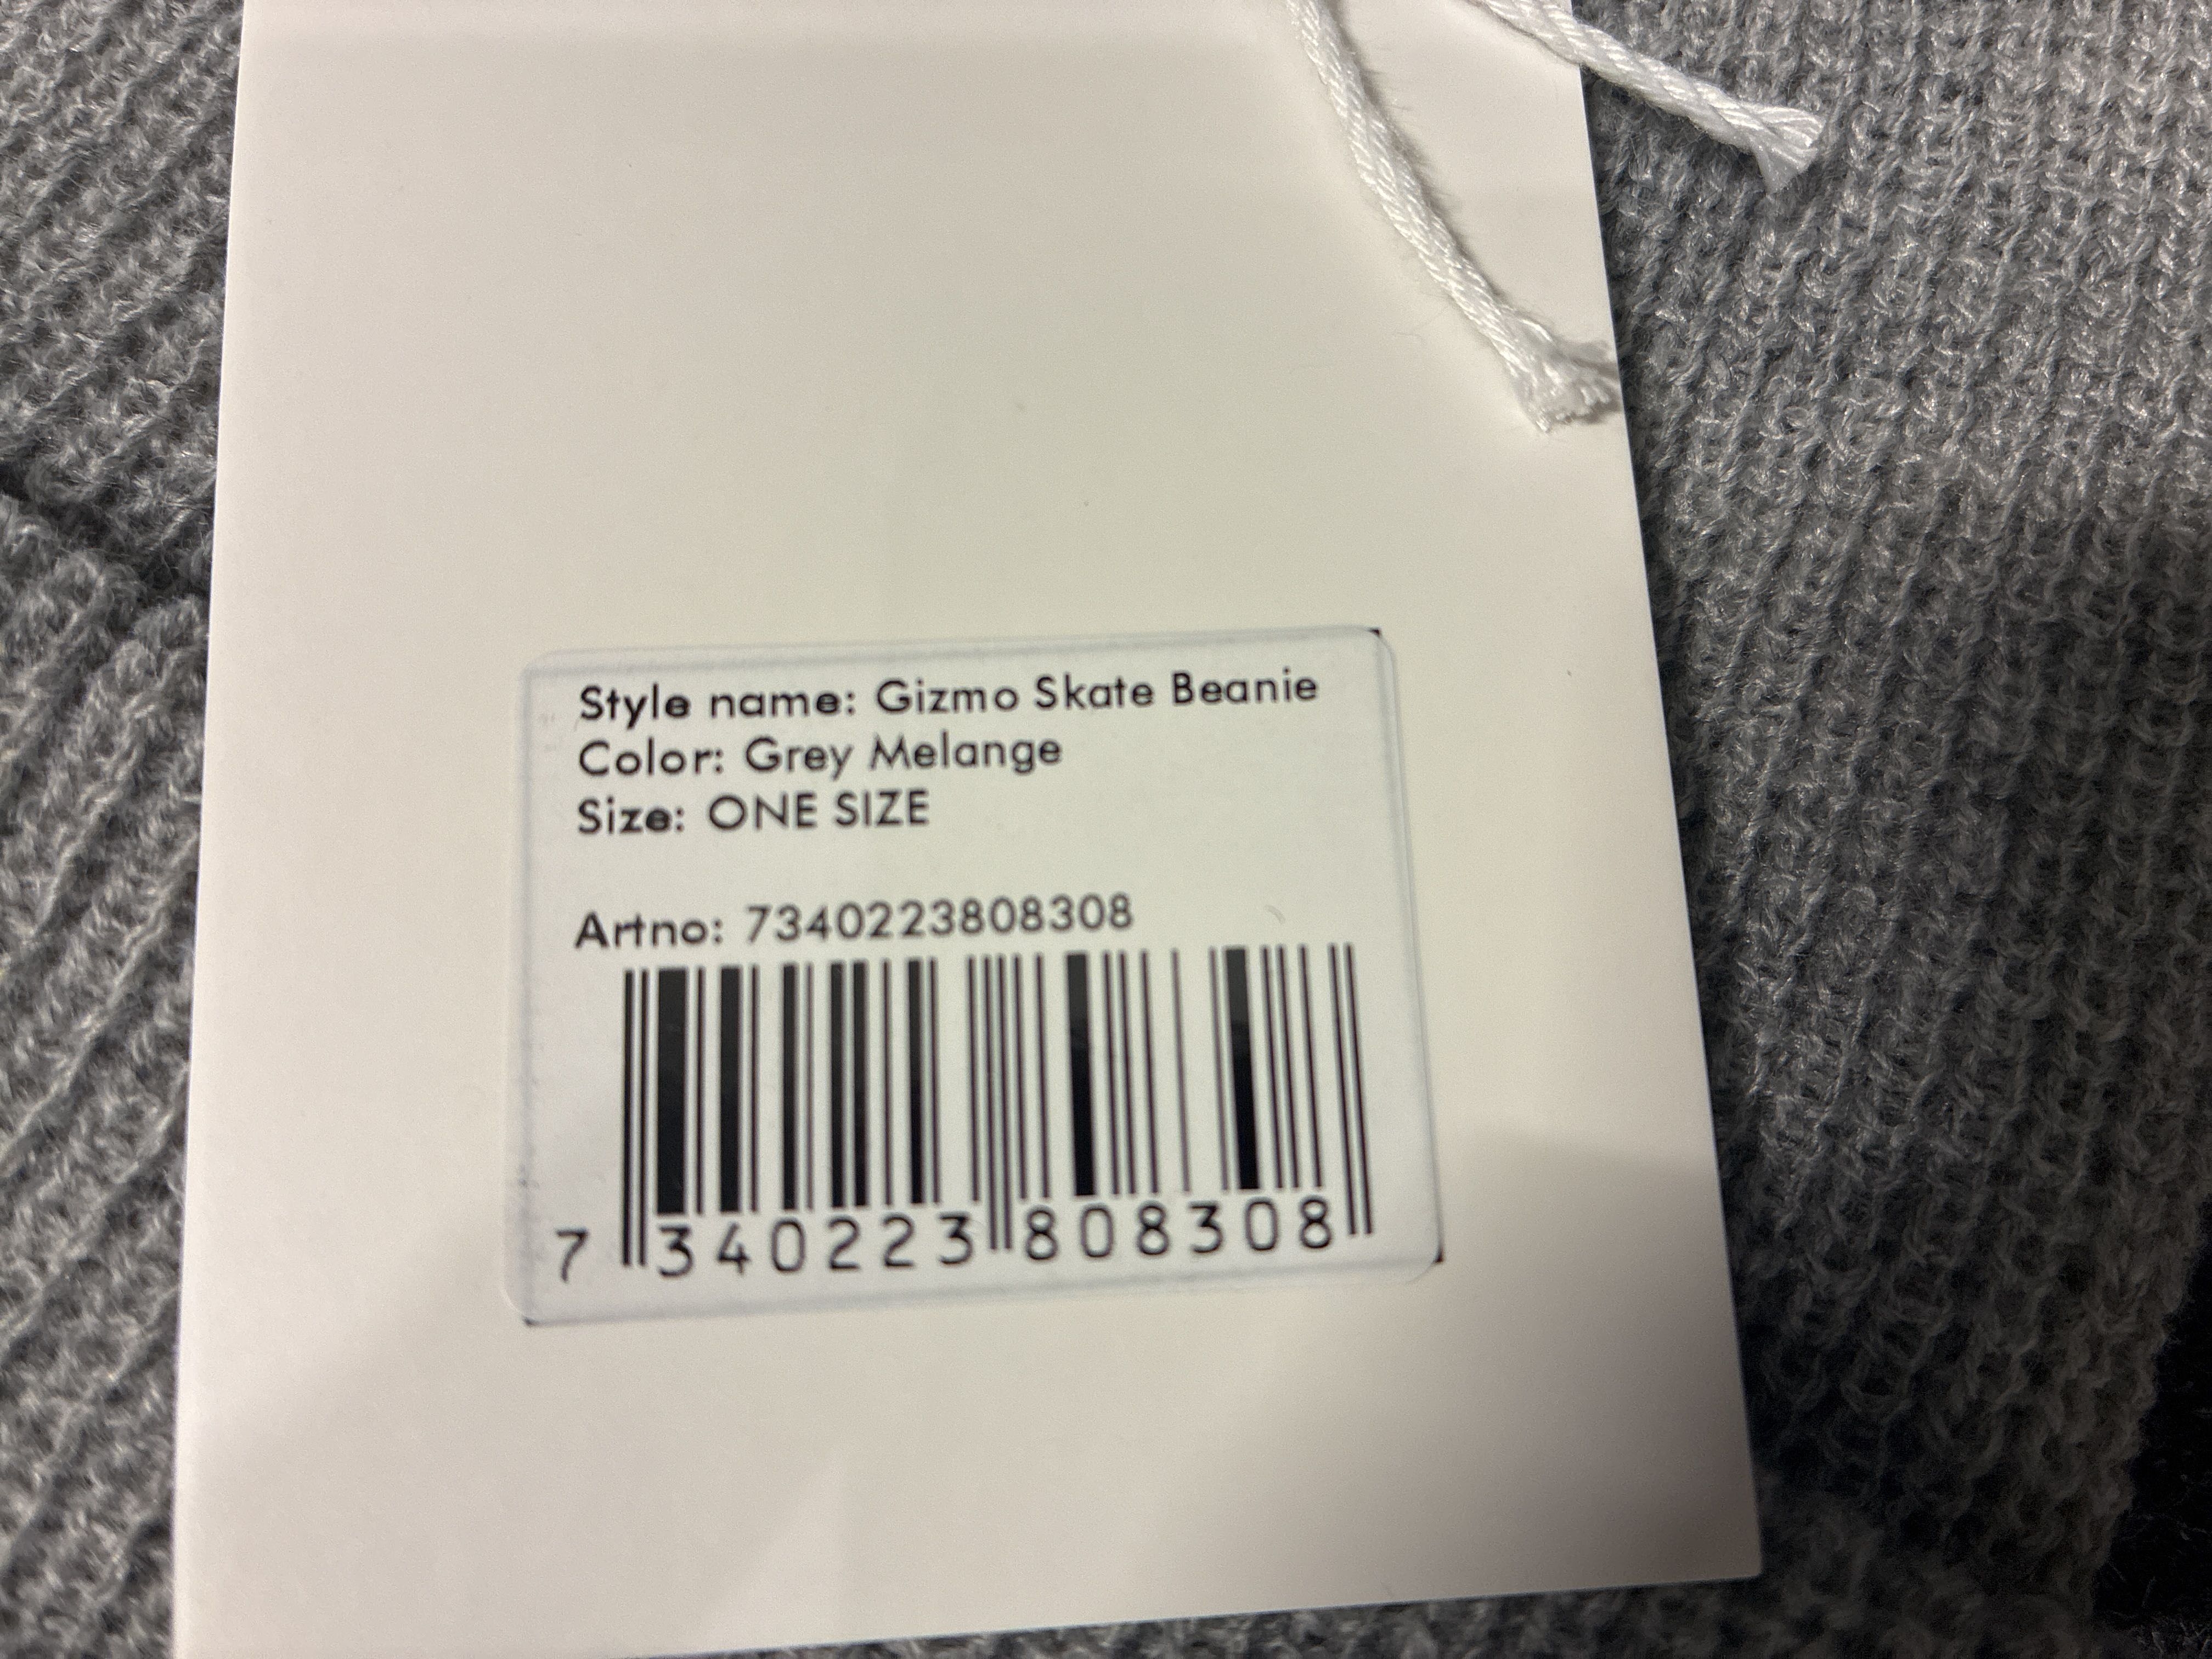 Style name: Gizmo Skate Beanie
Color: Grey Melange
Size: ONE SIZE
Artno: 7340223808308
7 340223 808308